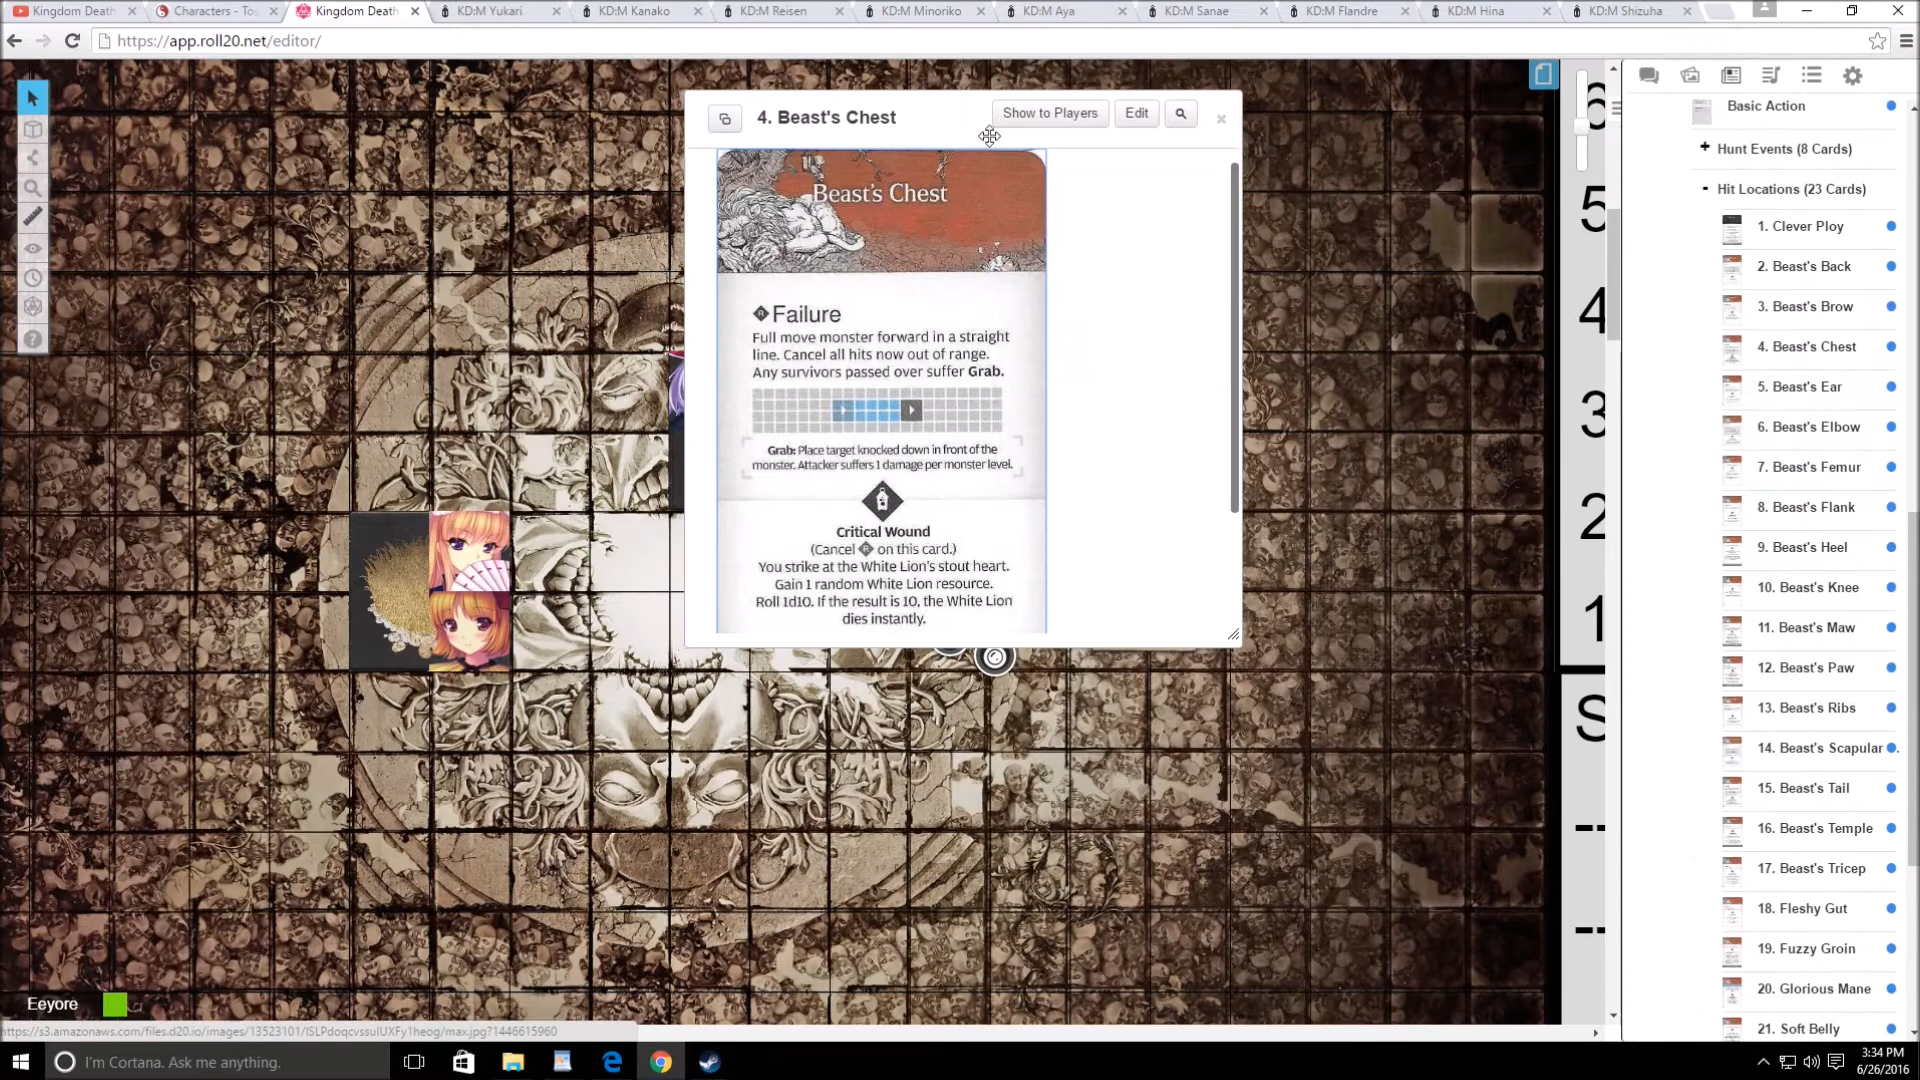 Kingdom Death
Characters - To
Kingdom Death
KD:M Yukari
KD:M Kanako
KD:M Reisen
KD:M Minoriko
KD:M Aya
KD:M Sanae
KD:M Flandre
KD:M Hina
KD:M Shizuha
https://app.roll20.net/editor/
4. Beast's Chest
Show to Players
Edit
Beast's Chest
Failure
Full move monster forward in a straight
line. Cancel all hits now out of range.
Any survivors passed over suffer Grab.
Grab: Place target knocked down in front of the
monster. Attacker suffers 1 damage per monster level.
Critical Wound
(Cancel on this card.)
You strike at the White Lion's stout heart.
Gain 1 random White Lion resource.
Roll 1d10. If the result is 10, the White Lion
dies instantly.
6
5
4
3
2
1
S
--
--
Basic Action
+ Hunt Events (8 Cards)
- Hit Locations (23 Cards)
1. Clever Ploy
2. Beast's Back
3. Beast's Brow
4. Beast's Chest
5. Beast's Ear
6. Beast's Elbow
7. Beast's Femur
8. Beast's Flank
9. Beast's Heel
10. Beast's Knee
11. Beast's Maw
12. Beast's Paw
13. Beast's Ribs
14. Beast's Scapular
15. Beast's Tail
16. Beast's Temple
17. Beast's Tricep
18. Fleshy Gut
19. Fuzzy Groin
20. Glorious Mane
21. Soft Belly
Eeyore
I'm Cortana. Ask me anything.
3:34 PM
6/26/2016